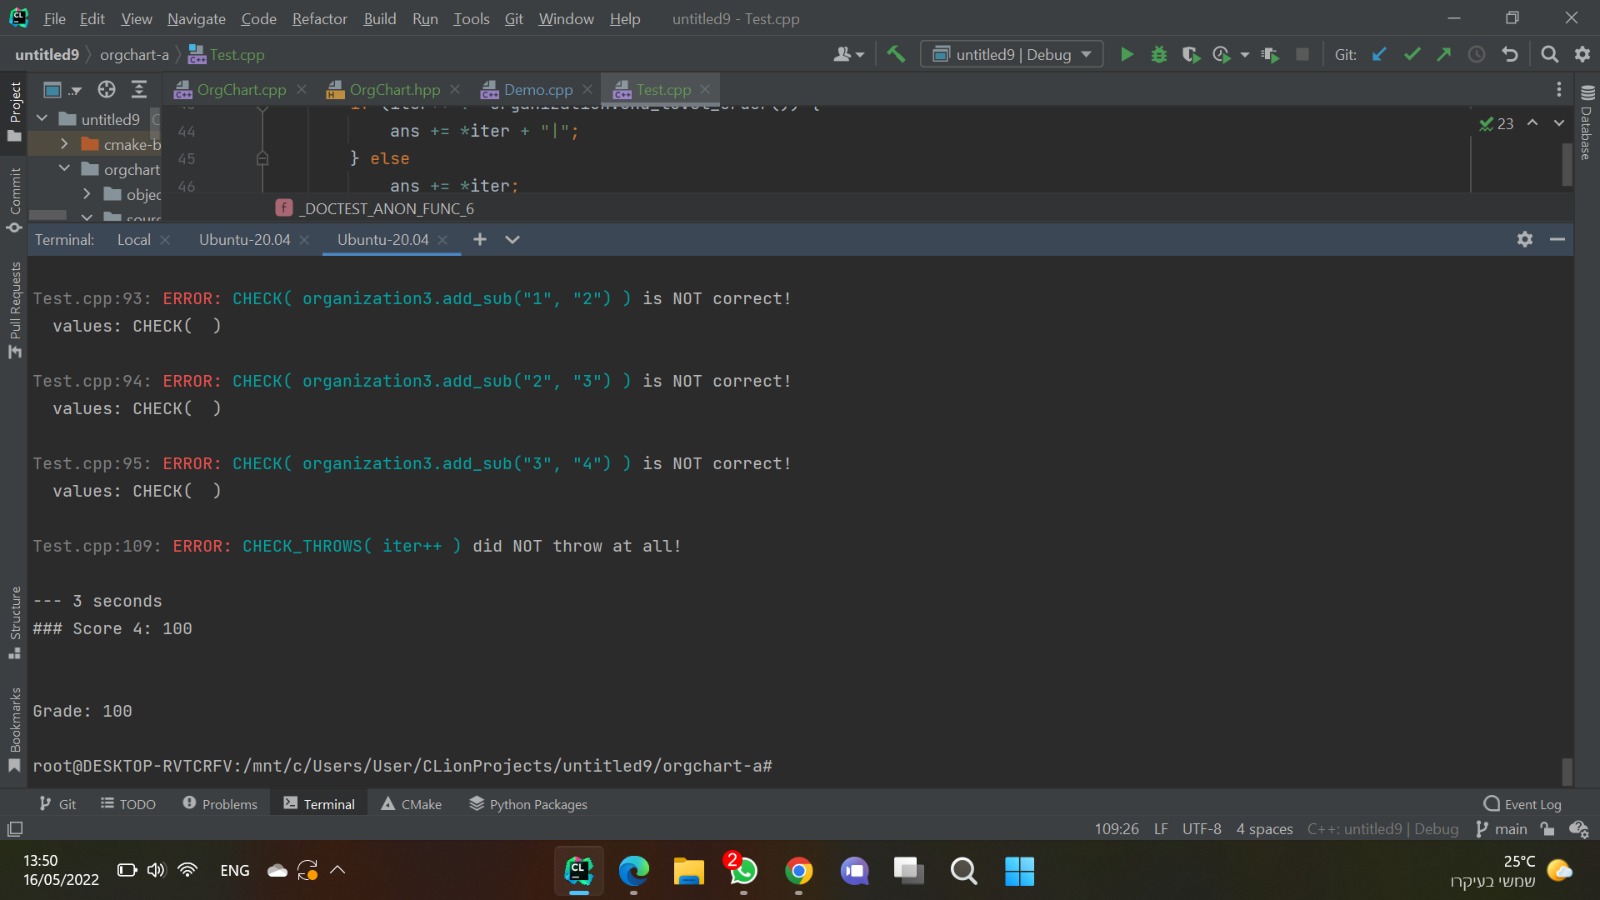 File Edit View Navigate Code Refactor Build Run Tools Git Window Help untitled9 - Test.cpp
untitled9 orgchart-a Test.cpp untitled9 | Debug Git:
Project
OrgChart.cpp OrgChart.hpp Demo.cpp Test.cpp
untitled9
cmake-b
orgchart
objec
44 ans += *iter + "|";
45 } else
46 ans += *iter;
23
Database
_DOCTEST_ANON_FUNC_6
Commit
Pull Requests
Structure
Bookmarks
Terminal: Local Ubuntu-20.04 Ubuntu-20.04
Test.cpp:93: ERROR: CHECK( organization3.add_sub("1", "2") ) is NOT correct!
values: CHECK(  )
Test.cpp:94: ERROR: CHECK( organization3.add_sub("2", "3") ) is NOT correct!
values: CHECK(  )
Test.cpp:95: ERROR: CHECK( organization3.add_sub("3", "4") ) is NOT correct!
values: CHECK(  )
Test.cpp:109: ERROR: CHECK_THROWS( iter++ ) did NOT throw at all!
--- 3 seconds
### Score 4: 100
Grade: 100
root@DESKTOP-RVTCRFV:/mnt/c/Users/User/CLionProjects/untitled9/orgchart-a#
Git TODO Problems Terminal CMake Python Packages Event Log
109:26 LF UTF-8 4 spaces C++: untitled9 | Debug main
13:50
16/05/2022
ENG
2
25°C
שמשי בעיקרו